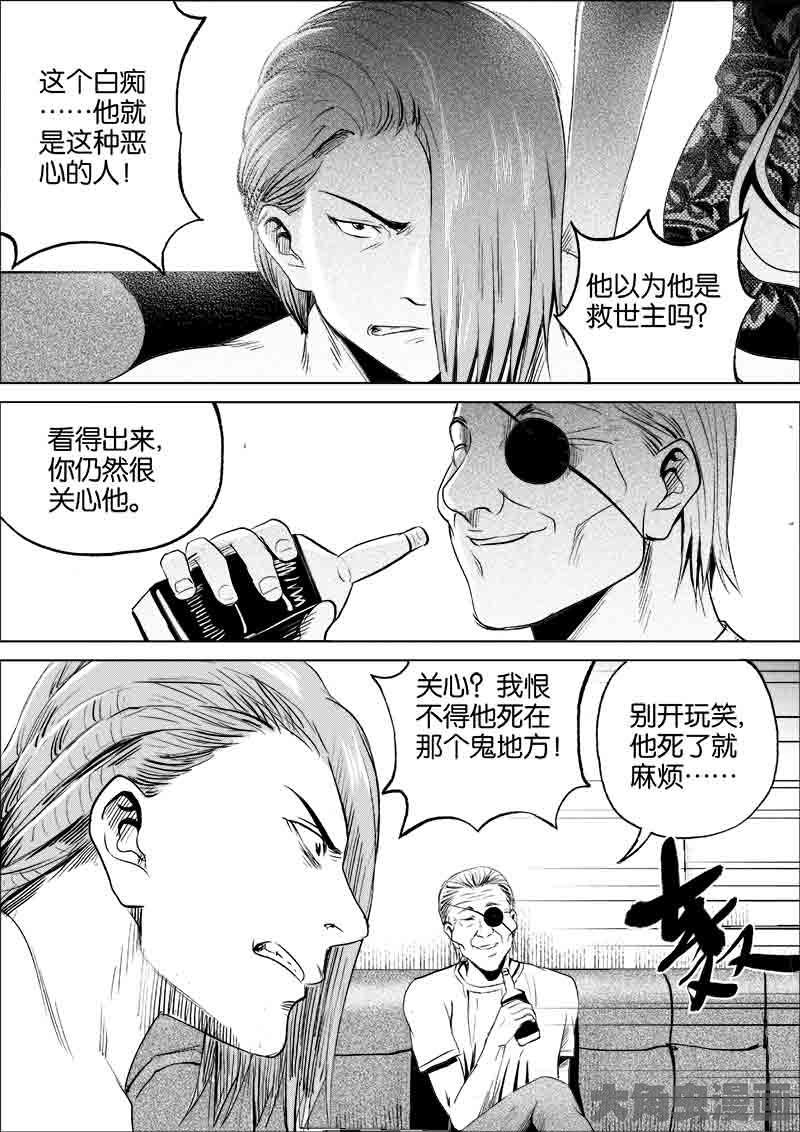 这个白痴
……他就
是这种恶
心的人！
他以为他是
救世主吗？
看得出来，
你仍然很
关心他。
关心？我恨
不得他死在
那个鬼地方！
别开玩笑，
他死了就
麻烦……
大角虫漫画